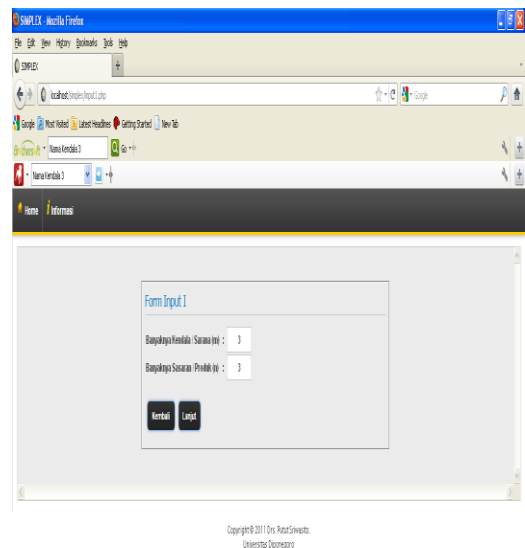 SIMPLEX - Mozilla Firefox
File Edit View History Bookmarks Tools Help
SIMPLEX +
localhost/simplex/input1.php Google
Google Most Visited Latest Headlines Getting Started New Tab
Nama Kendala 3 Go
Nama Kendala 3
Home Informasi
Form Input I
Banyaknya Kendala / Sarana (m) : 3
Banyaknya Sasaran / Produk (n) : 3
Kembali Lanjut
Copyright © 2011 Drs. Putut Sriwasito.
Universitas Diponegoro